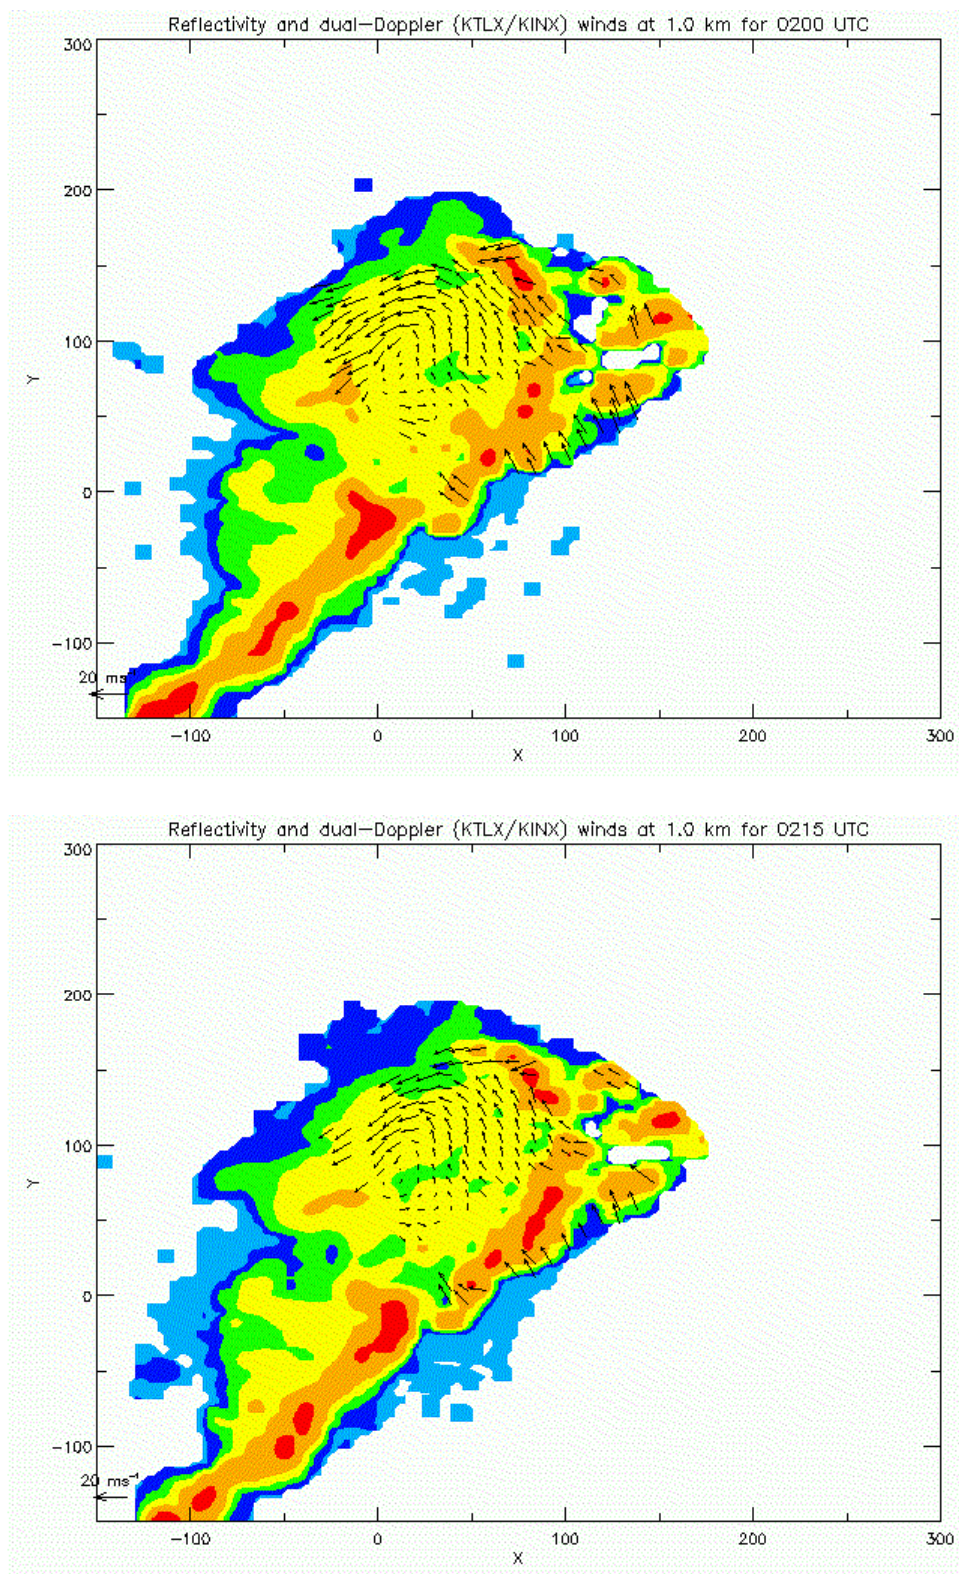 Reflectivity and dual-Doppler (KTLX/KINX) winds at 1.0 km for 0200 UTC
300
200
100
Y
0
-100
20 ms⁻¹
-100 0 100 200 300
X
Reflectivity and dual-Doppler (KTLX/KINX) winds at 1.0 km for 0215 UTC
300
200
100
Y
0
-100
20 ms⁻¹
-100 0 100 200 300
X